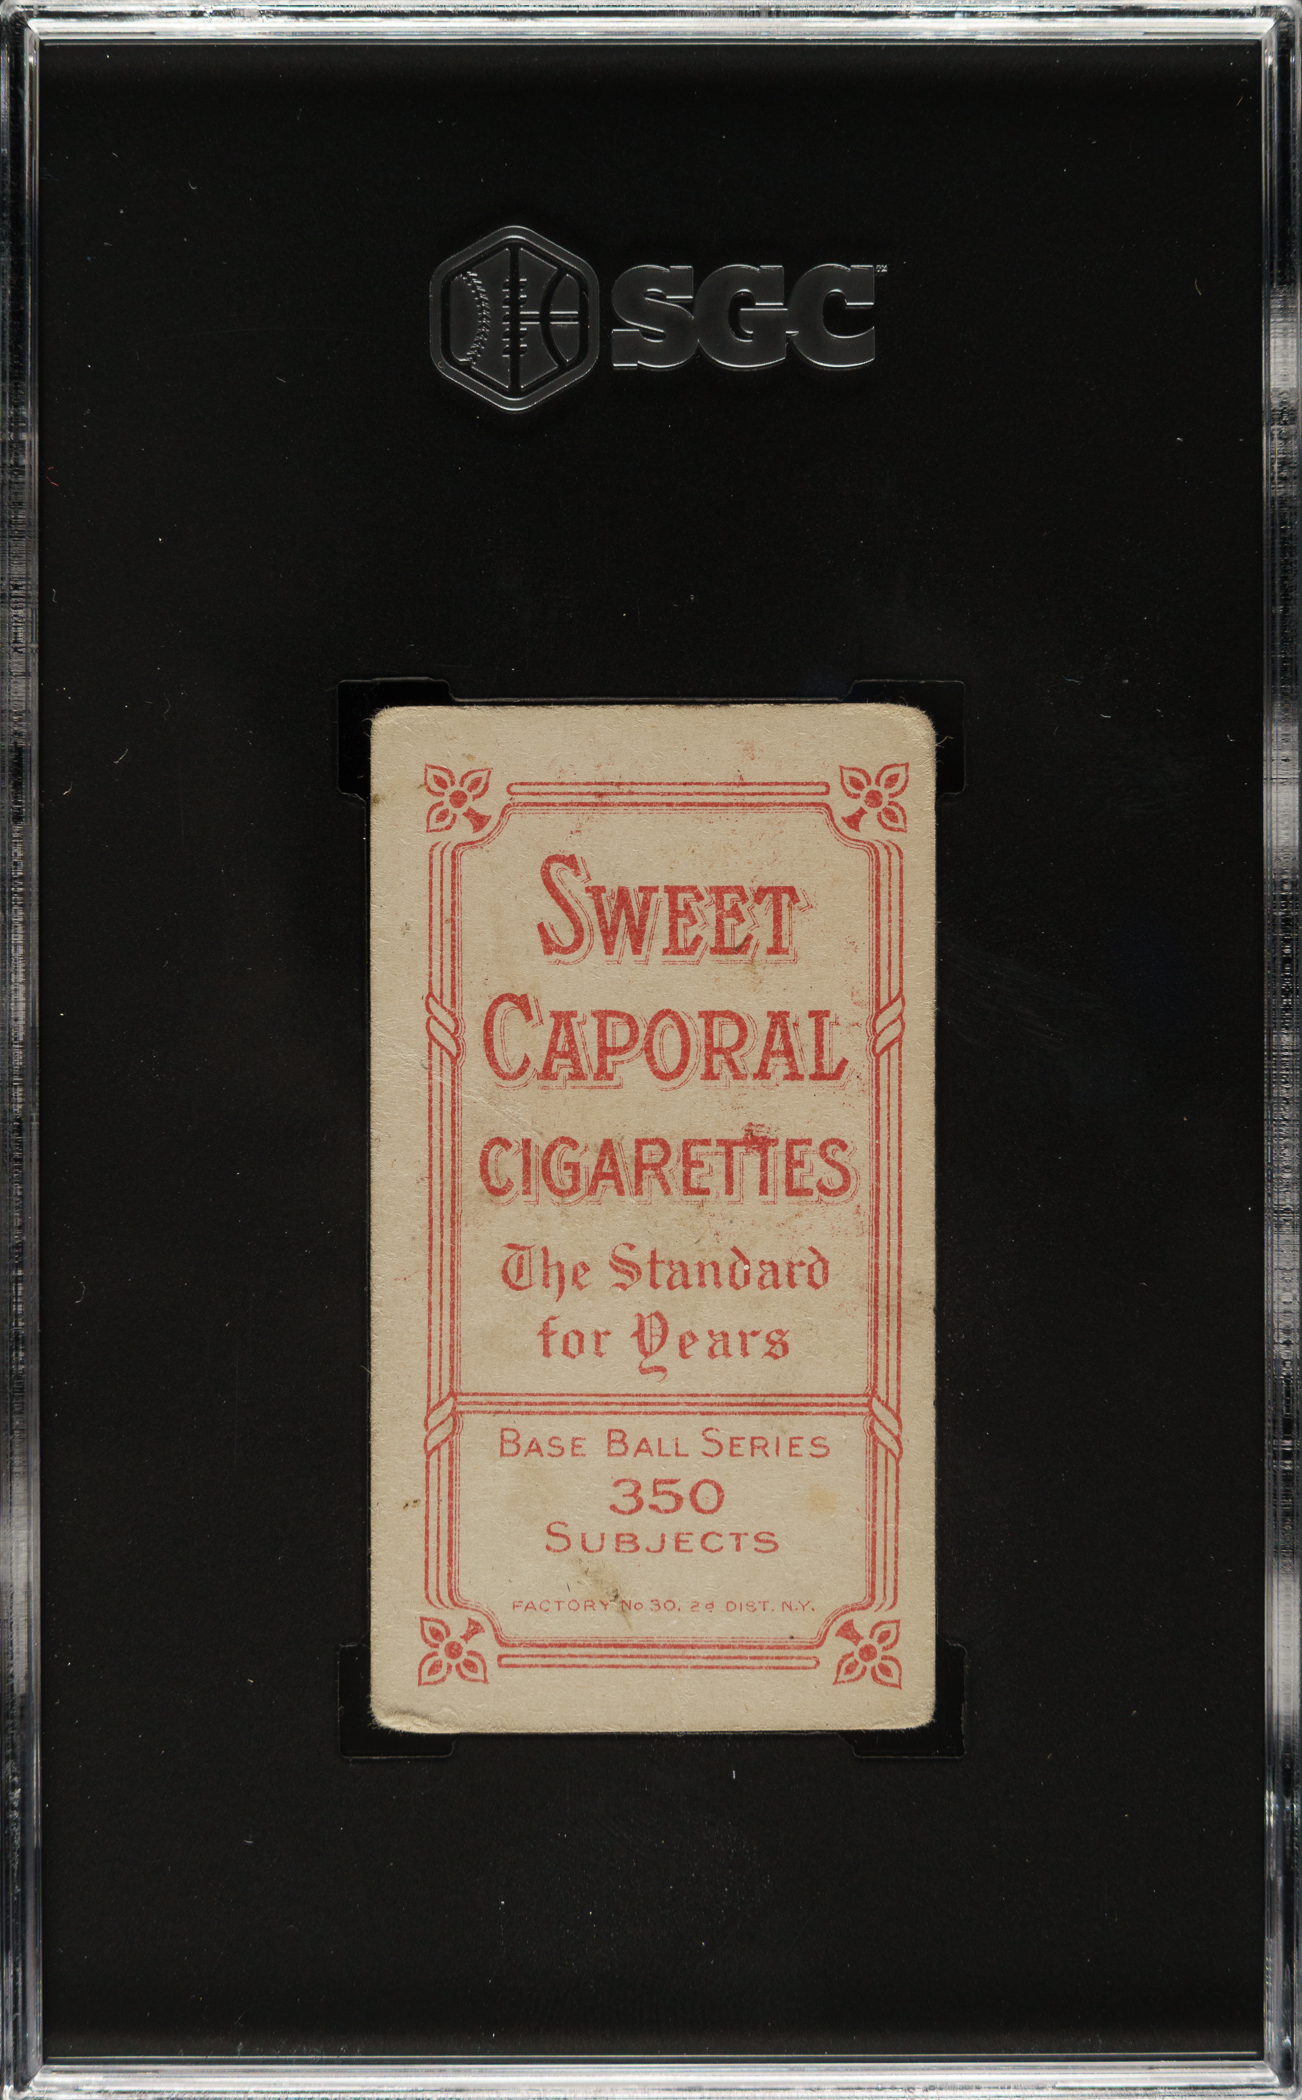 SGC
SWEET
CAPORAL
CIGARETTES
The Standard
for Years
BASE BALL SERIES
350
SUBJECTS
FACTORY No 30, 2d DIST. N.Y.